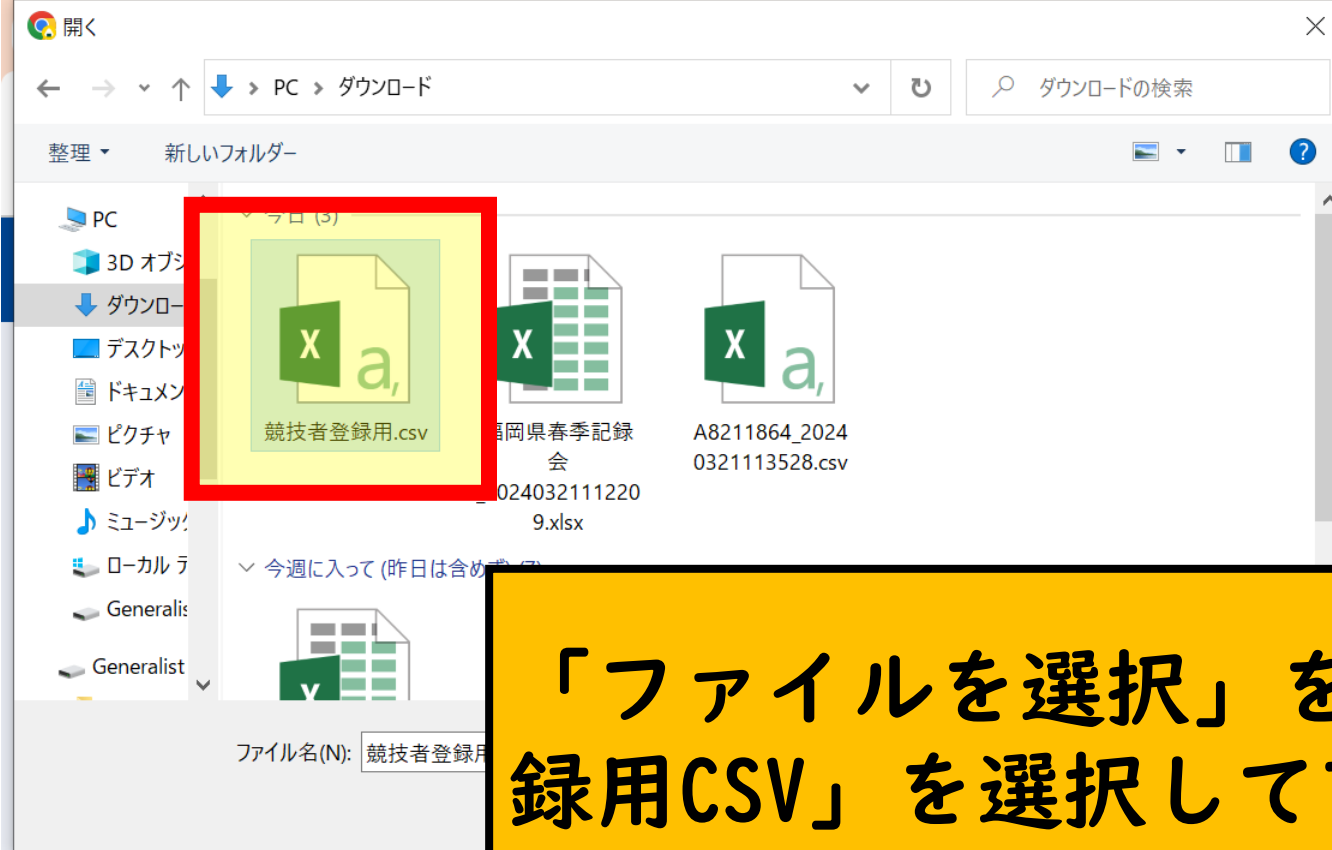 開く
PC > ダウンロード
ダウンロードの検索
整理
新しいフォルダー
PC
3D オブジ
ダウンロー
デスクトッ
ドキュメン
ピクチャ
ビデオ
ミュージッ
ローカル デ
Generalis
Generalist
今日 (3)
競技者登録用.csv
岡県春季記録
会
_2024032111220
9.xlsx
A8211864_2024
0321113528.csv
今週に入って (昨日は含めず) (7)
ファイル名(N):
競技者登録用
「ファイルを選択」を
録用CSV」を選択して